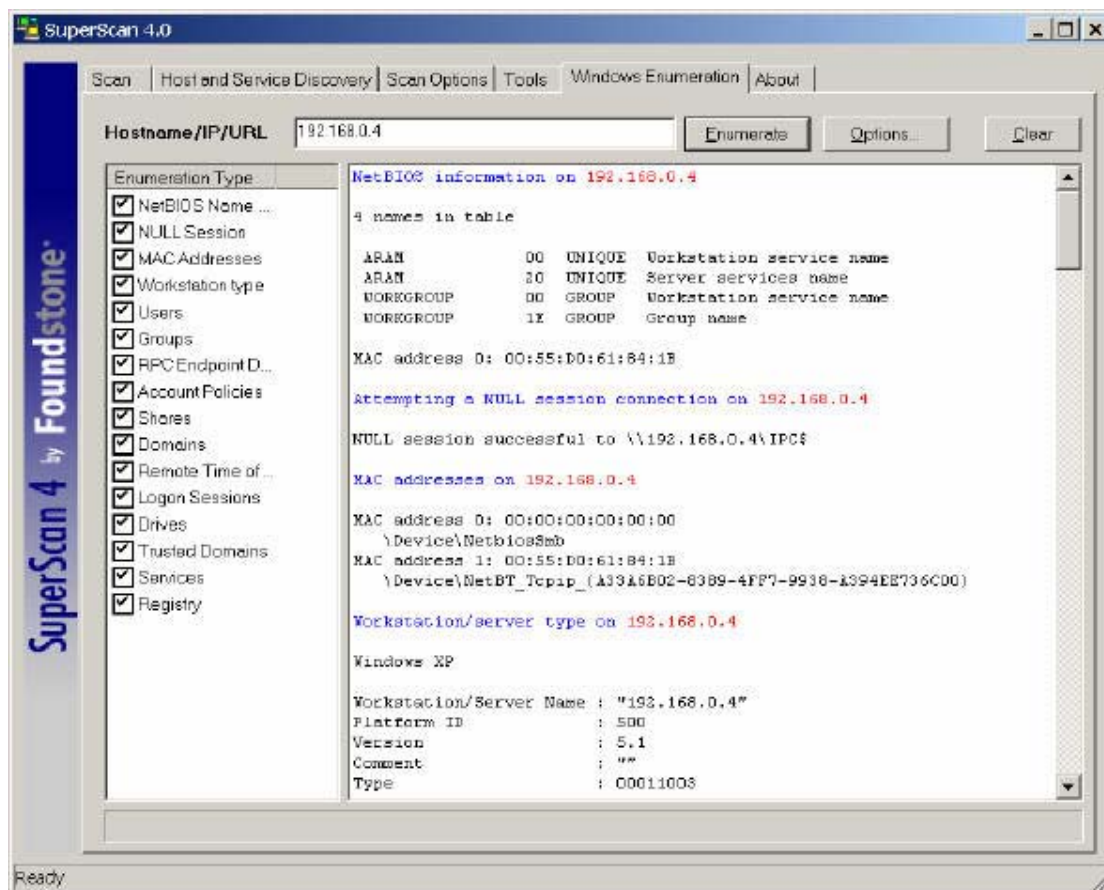 SuperScan 4.0
Scan Host and Service Discovery Scan Options Tools Windows Enumeration About
Hostname/IP/URL 192.168.0.4 Enumerate Options... Clear
Enumeration Type
NetBIOS Name ...
NULL Session
MAC Addresses
Workstation type
Users
Groups
RPC Endpoint D...
Account Policies
Shares
Domains
Remote Time of ...
Logon Sessions
Drives
Trusted Domains
Services
Registry
NetBIOS information on 192.168.0.4
4 names in table
ARAM 00 UNIQUE Workstation service name
ARAM 20 UNIQUE Server services name
WORKGROUP 00 GROUP Workstation service name
WORKGROUP 1E GROUP Group name
MAC address 0: 00:55:D0:61:84:1B
Attempting a NULL session connection on 192.168.0.4
NULL session successful to \\192.168.0.4\IPC$
MAC addresses on 192.168.0.4
MAC address 0: 00:00:00:00:00:00
\Device\NetbiosSmb
MAC address 1: 00:55:D0:61:84:1B
\Device\NetBT_Tcpip_{A33A6B02-8389-4FF7-9938-A394EE736C00}
Workstation/server type on 192.168.0.4
Windows XP
Workstation/Server Name : "192.168.0.4"
Platform ID : 500
Version : 5.1
Comment : ""
Type : 00011003
SuperScan 4 by Foundstone
Ready